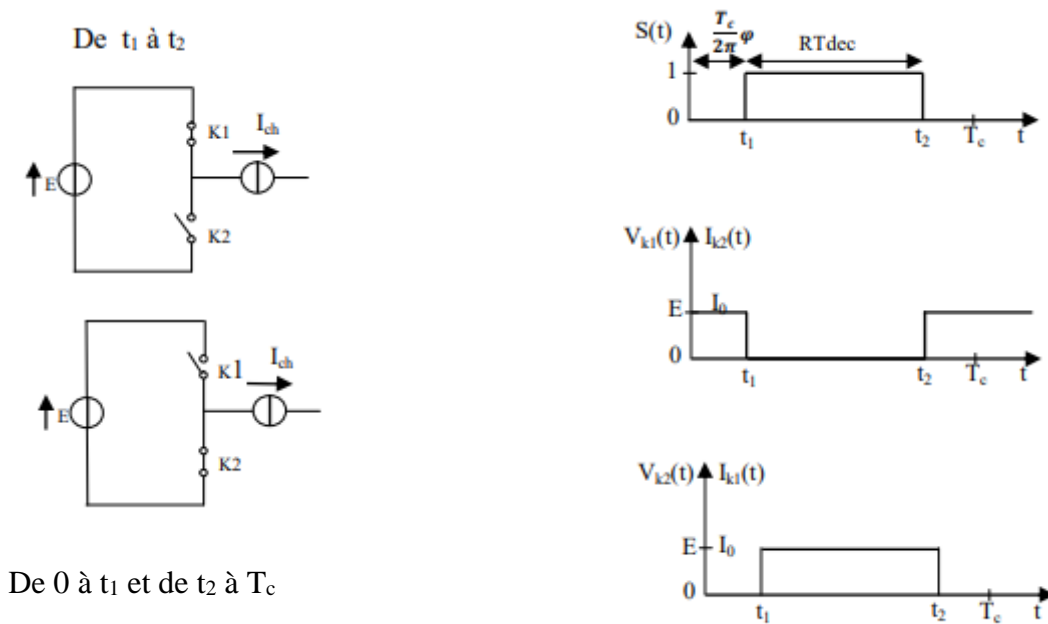 De t₁ à t₂
K1
I_ch
E
K2
K1
I_ch
E
K2
De 0 à t₁ et de t₂ à T_c
S(t)
T_c/2π φ
RTdec
1
0
t₁
t₂
T_c
t
V_k1(t) I_k2(t)
E I₀
0
t₁
t₂
T_c
t
V_k2(t) I_k1(t)
E I₀
0
t₁
t₂
T_c
t